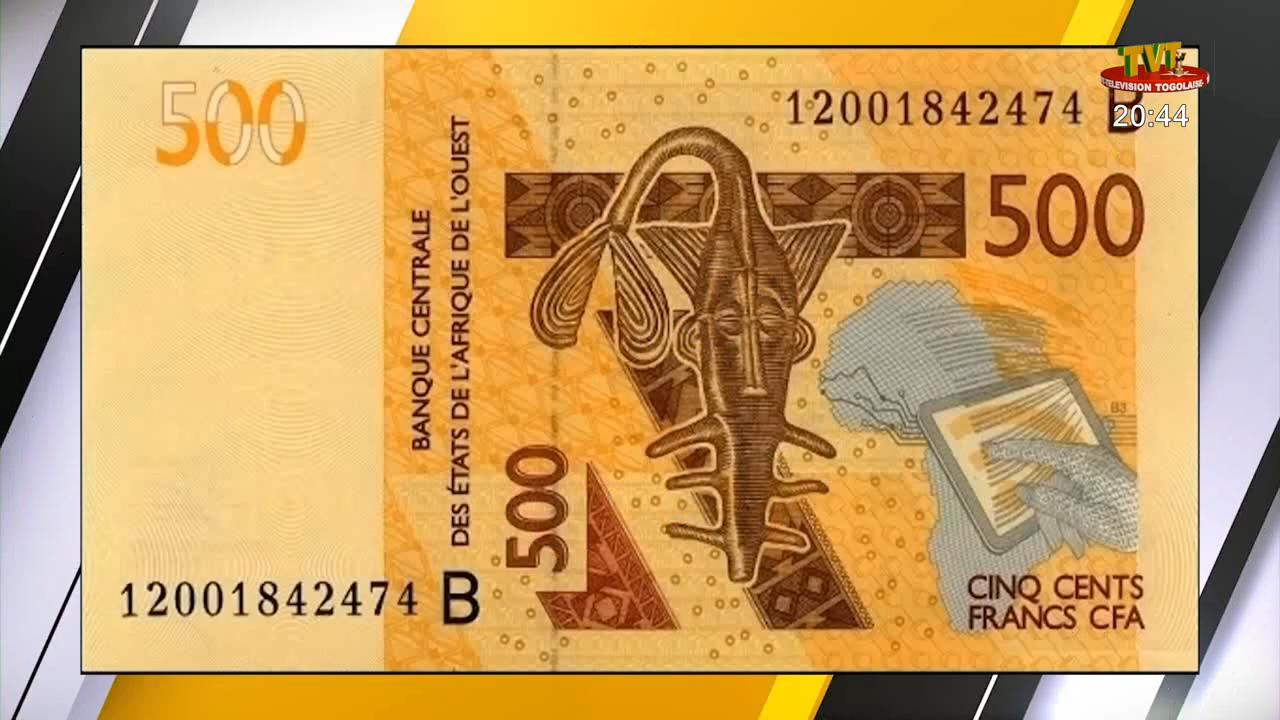 TVT
TELEVISION TOGOLAISE
20:44
500
12001842474 B
500
BANQUE CENTRALE
DES ÉTATS DE L'AFRIQUE DE L'OUEST
500
B3
CINQ CENTS
FRANCS CFA
12001842474 B